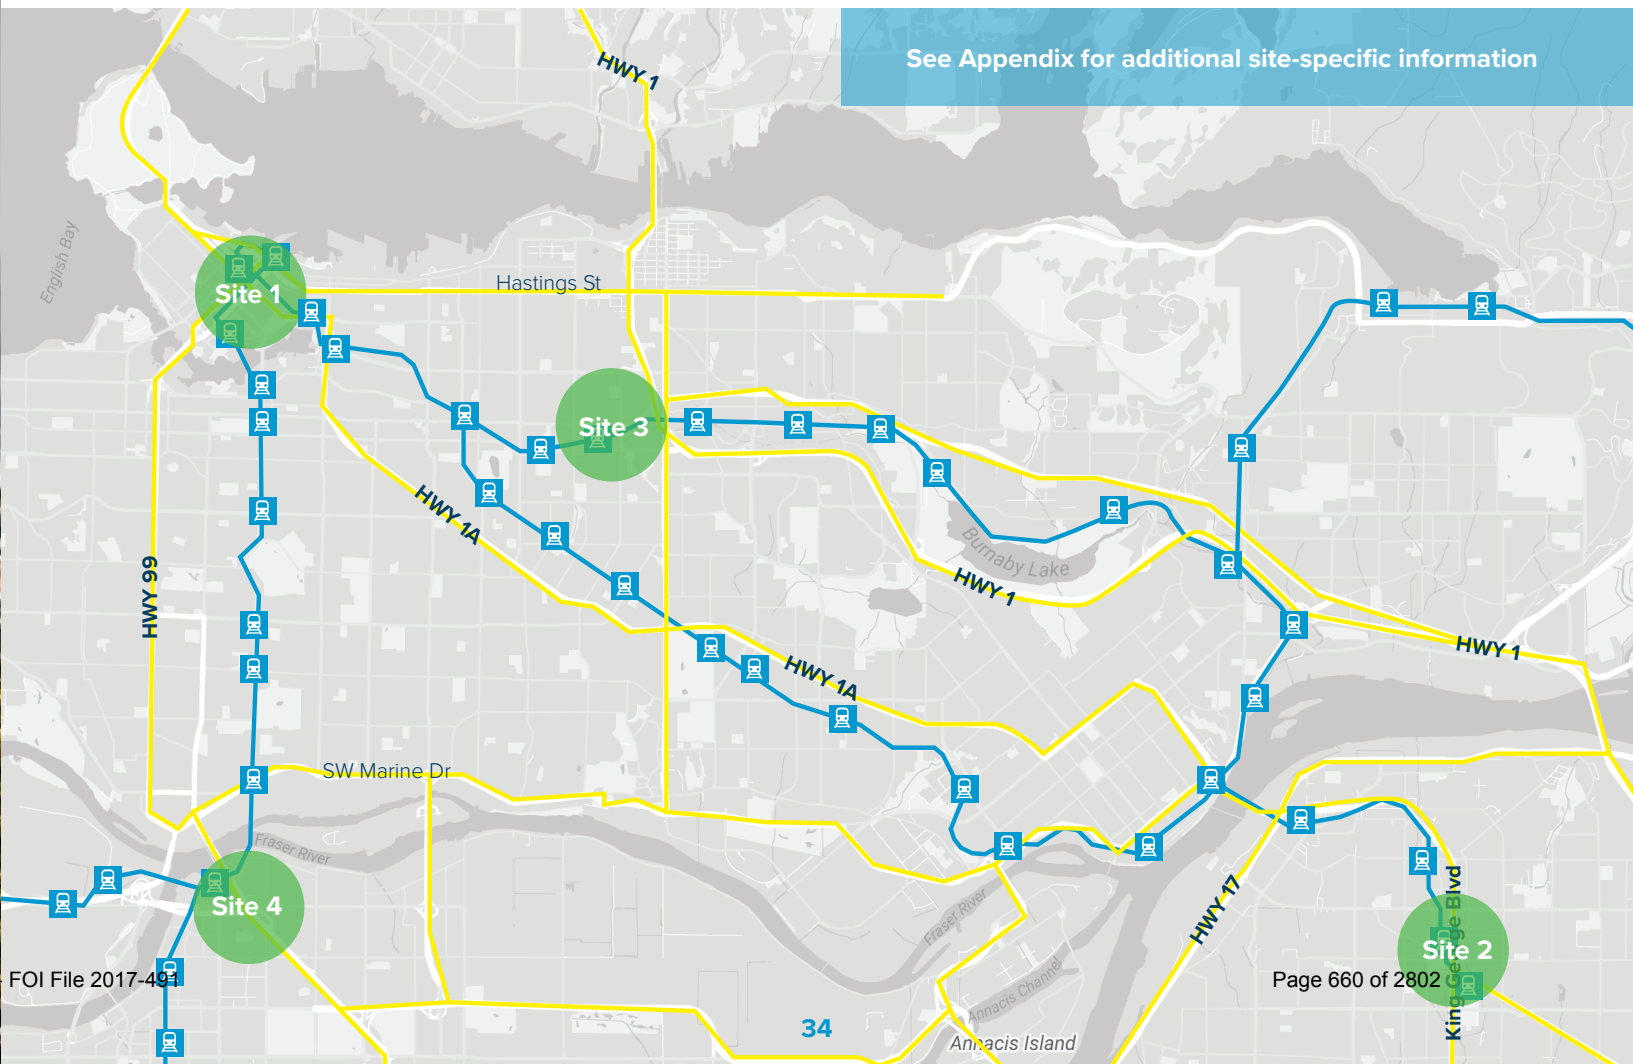 See Appendix for additional site-specific information
HWY 1
English Bay
Hastings St
Site 1
Site 3
HWY 1A
Burnaby Lake
HWY 1
HWY 99
HWY 1
HWY 1A
SW Marine Dr
Fraser River
Site 4
HWY 17
King George Blvd
Site 2
Fraser River
FOI File 2017-491
Page 660 of 2802
Annacis Channel
34
Annacis Island